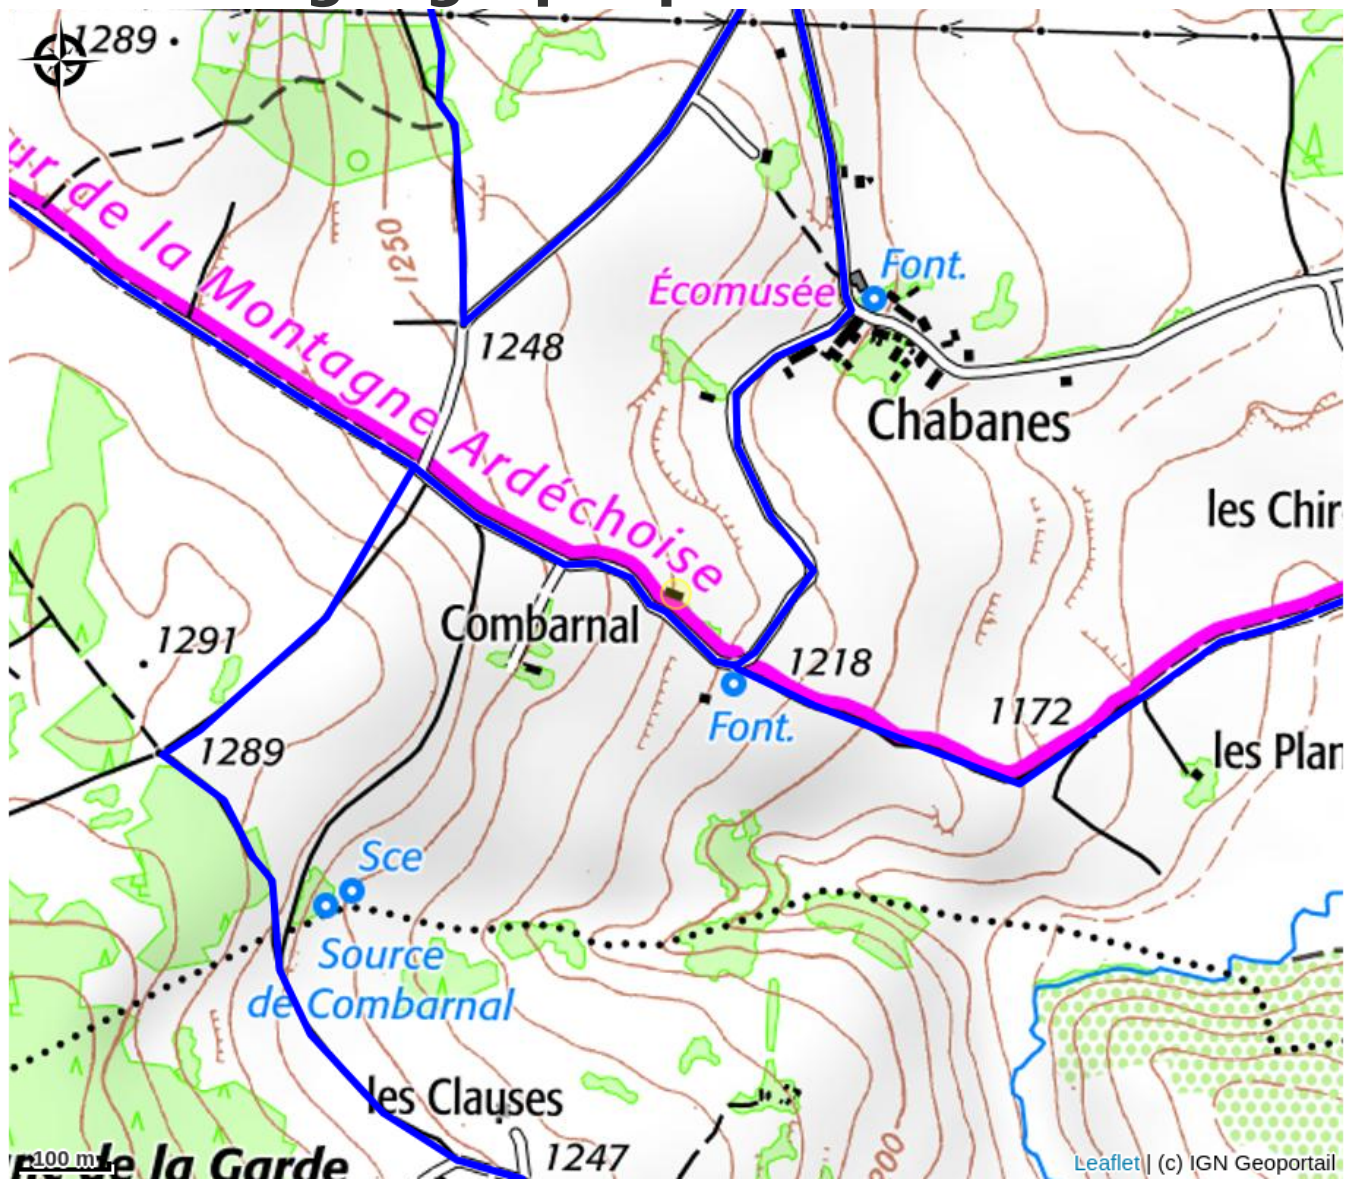 1289
ur de la Montagne Ardéchoise
1250
Font.
Écomusée
1248
Chabanes
les Chir
Combarnal
1291
1218
1172
Font.
1289
les Plan
Sce
Source
de Combarnal
les Clauses
1247
de la Garde
100 m
Leaflet | (c) IGN Geoportail